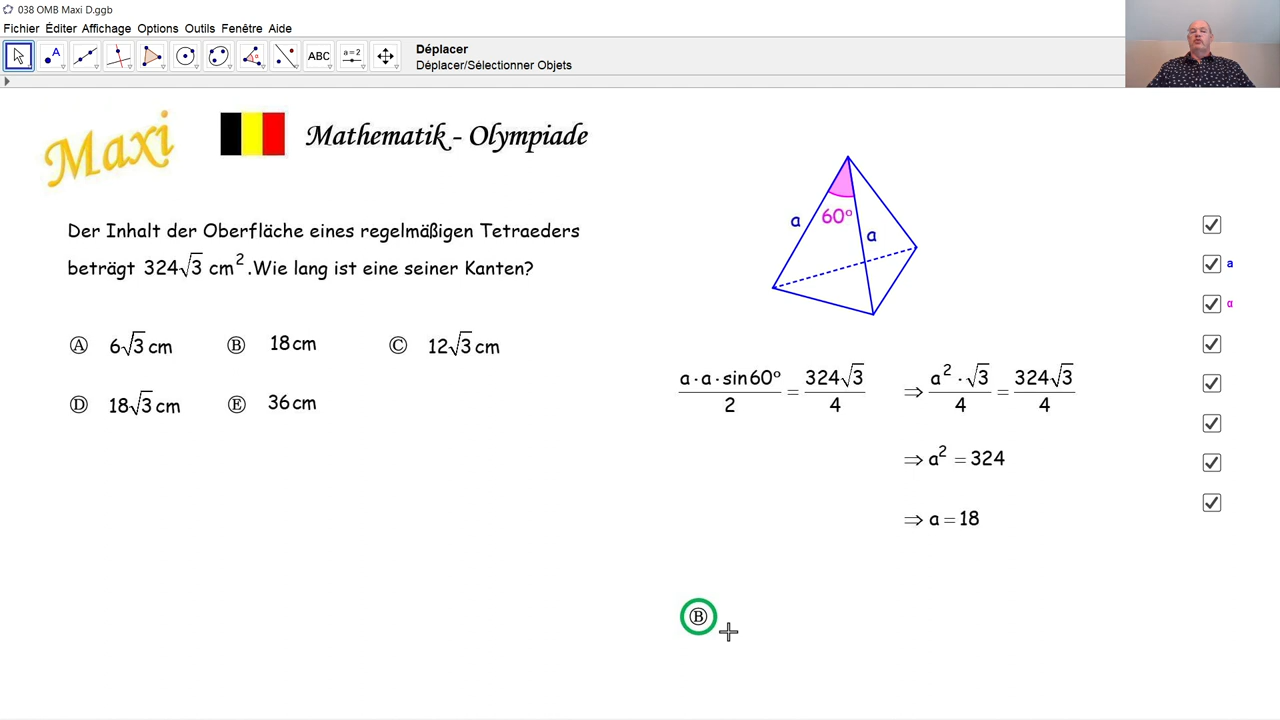 038 OMB Maxi D.ggb
Fichier Éditer Affichage Options Outils Fenêtre Aide
A ABC a=2
Déplacer
Déplacer/Sélectionner Objets
Maxi
Mathematik - Olympiade
Der Inhalt der Oberfläche eines regelmäßigen Tetraeders
beträgt 324√3 cm².Wie lang ist eine seiner Kanten?
Ⓐ 6√3 cm Ⓑ 18 cm Ⓒ 12√3 cm
Ⓓ 18√3 cm Ⓔ 36 cm
60°
a
a
a
α
a·a·sin60°/2 = 324√3/4 ⇒ a²·√3/4 = 324√3/4
⇒ a² = 324
⇒ a = 18
Ⓑ